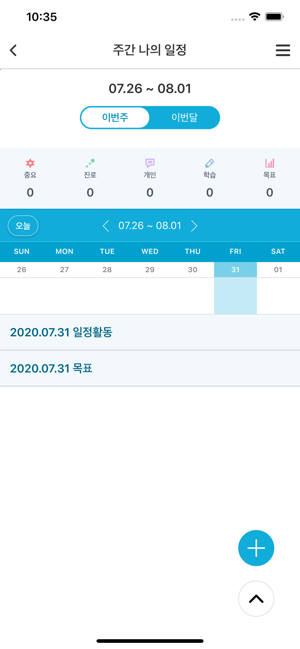 10:35
주간 나의 일정
07.26 ~ 08.01
이번주 이번달
중요 진로 개인 학습 목표
0 0 0 0 0
오늘 07.26 ~ 08.01
SUN MON TUE WED THU FRI SAT
26 27 28 29 30 31 01
2020.07.31 일정활동
2020.07.31 목표